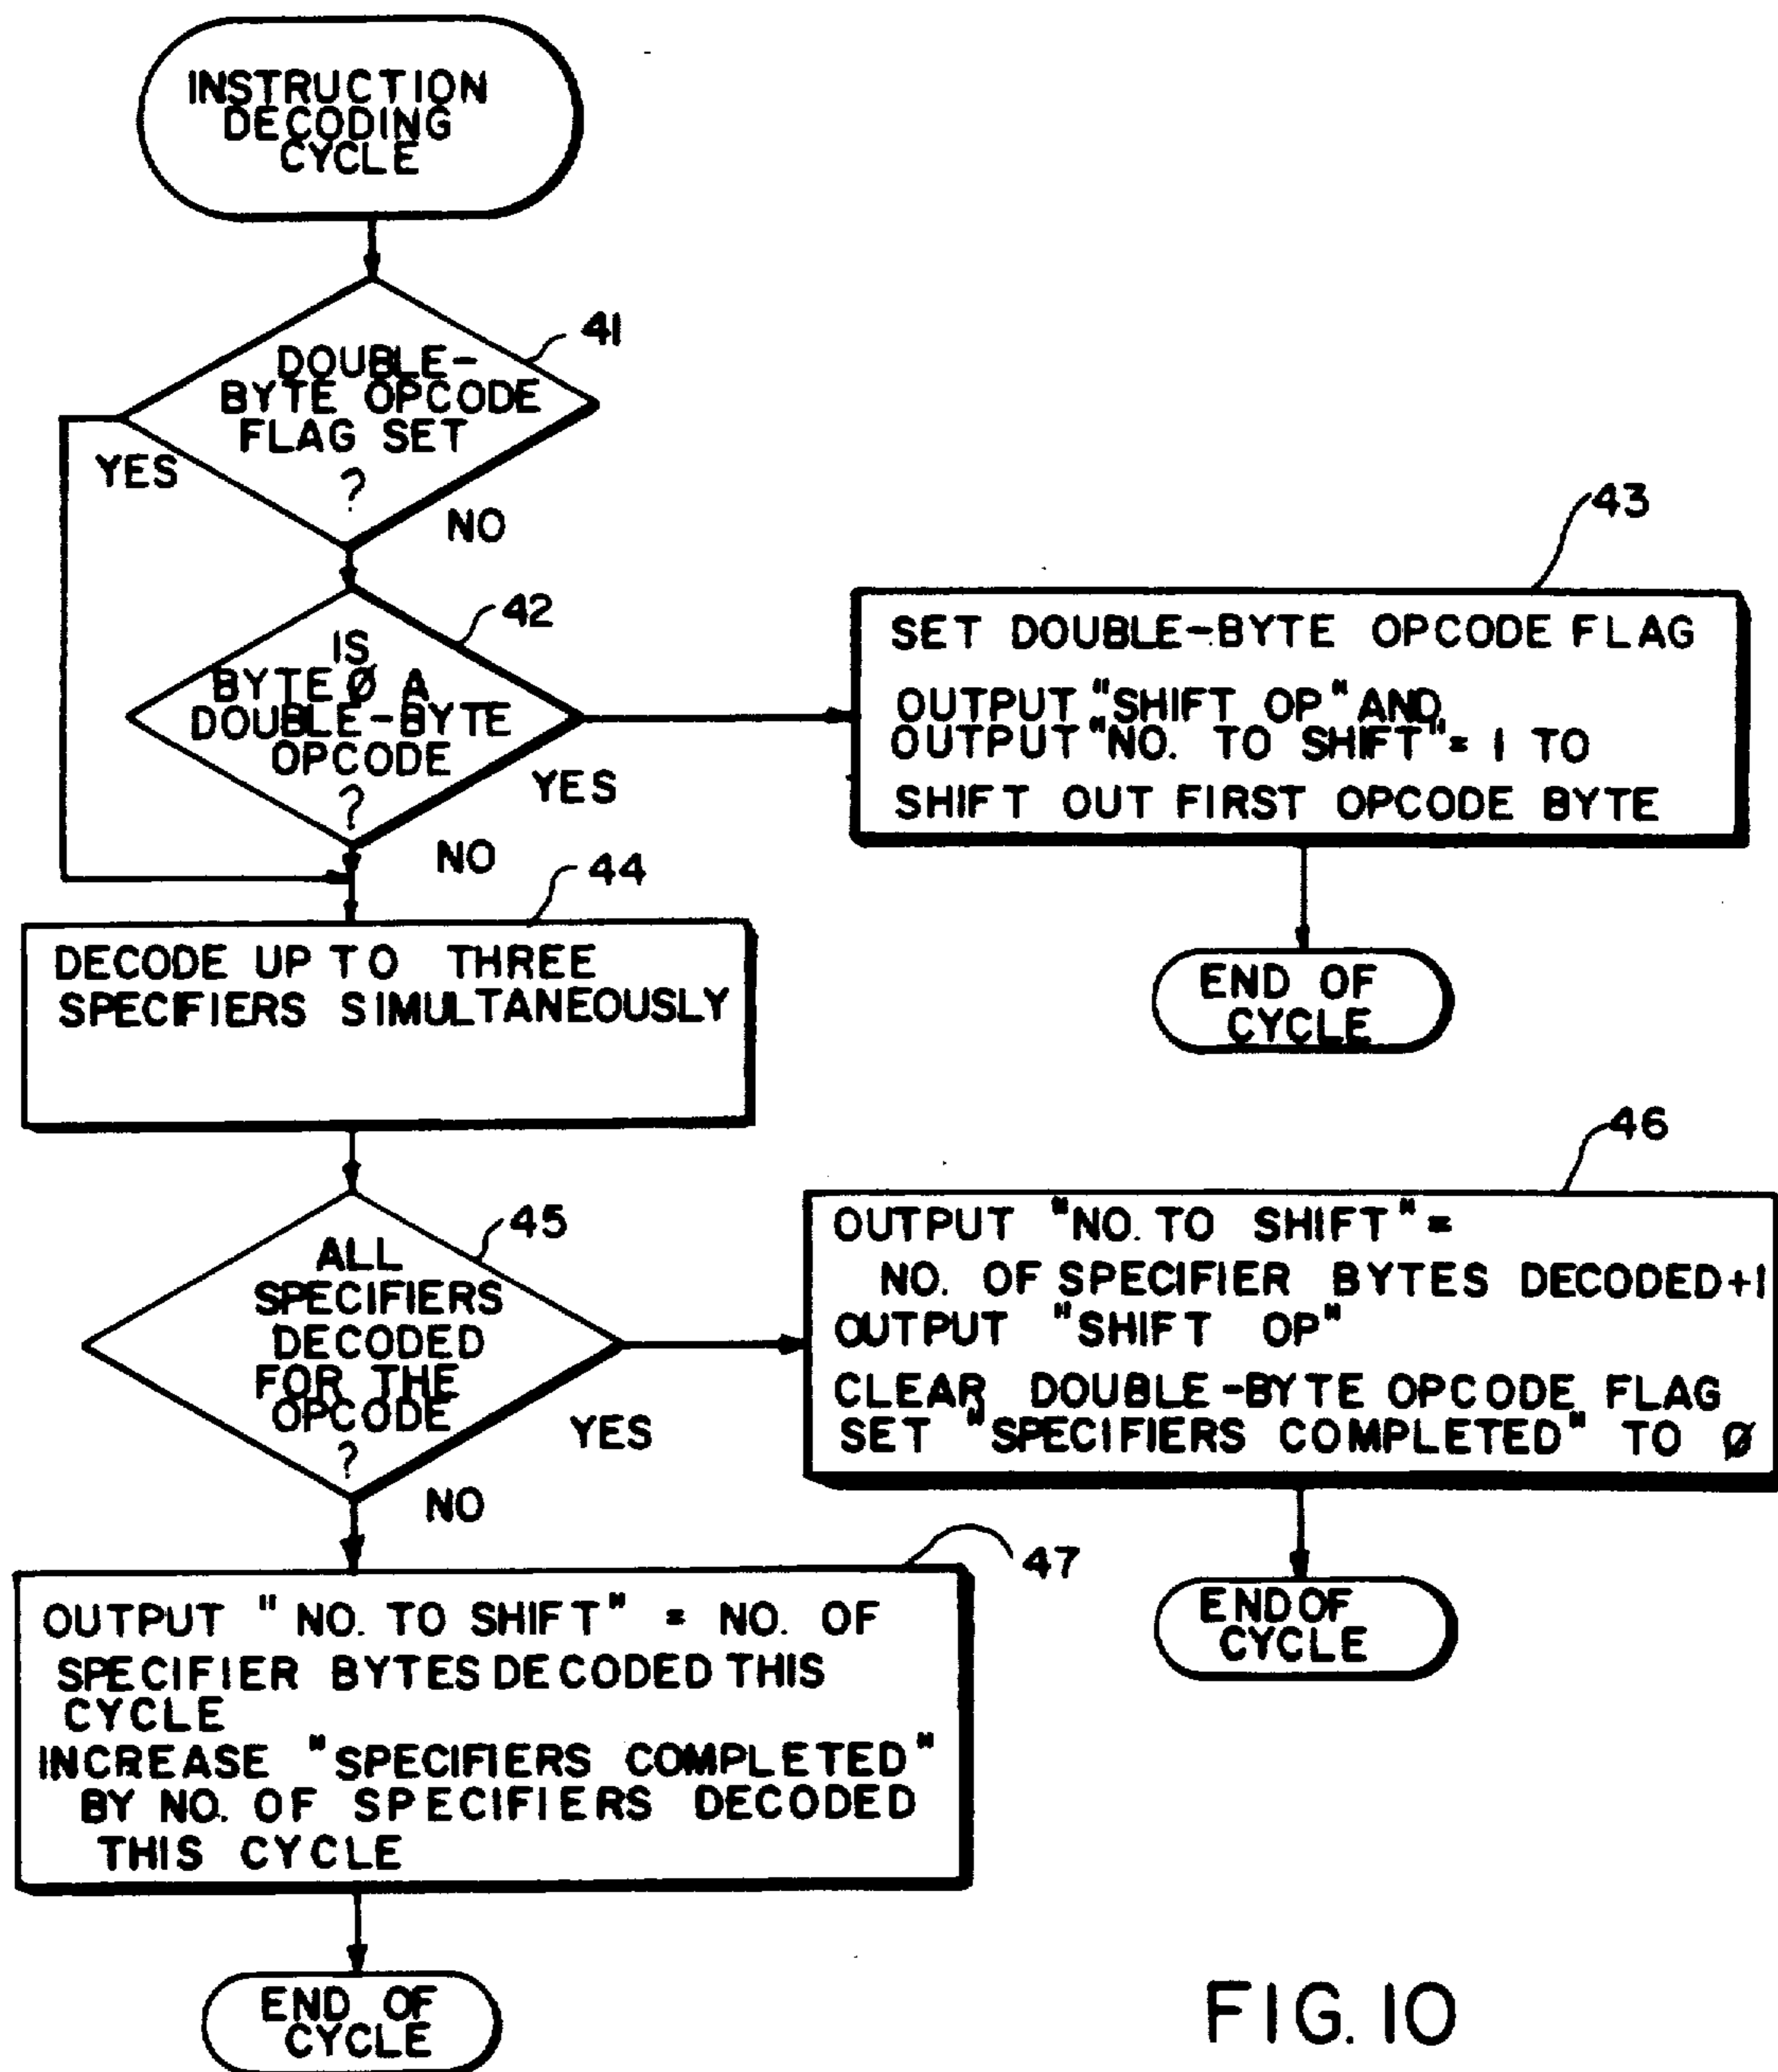 INSTRUCTION
DECODING
CYCLE
41
DOUBLE-
BYTE OPCODE
FLAG SET
?
YES
NO
42
IS
BYTE Ø A
DOUBLE-BYTE
OPCODE
?
YES
NO
43
SET DOUBLE-BYTE OPCODE FLAG
OUTPUT "SHIFT OP" AND
OUTPUT "NO. TO SHIFT" = 1 TO
SHIFT OUT FIRST OPCODE BYTE
END OF
CYCLE
44
DECODE UP TO THREE
SPECIFIERS SIMULTANEOUSLY
45
ALL
SPECIFIERS
DECODED
FOR THE
OPCODE
?
YES
NO
46
OUTPUT "NO. TO SHIFT" =
NO. OF SPECIFIER BYTES DECODED+1
OUTPUT "SHIFT OP"
CLEAR DOUBLE-BYTE OPCODE FLAG
SET "SPECIFIERS COMPLETED" TO Ø
END OF
CYCLE
47
OUTPUT "NO. TO SHIFT" = NO. OF
SPECIFIER BYTES DECODED THIS
CYCLE
INCREASE "SPECIFIERS COMPLETED"
BY NO. OF SPECIFIERS DECODED
THIS CYCLE
END OF
CYCLE
FIG. 10